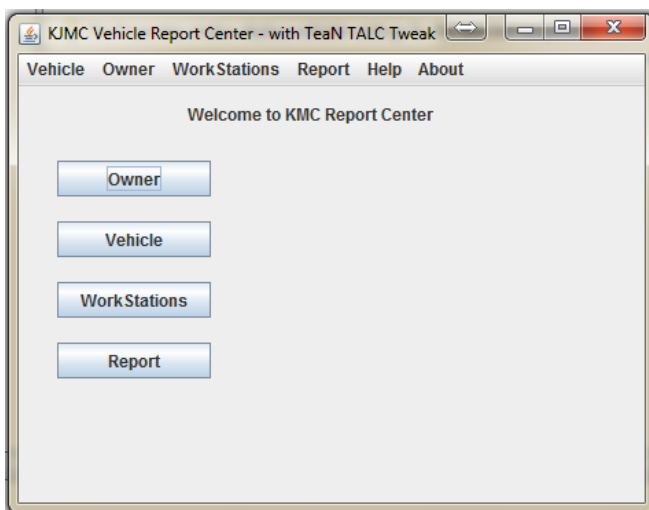 KJMC Vehicle Report Center - with TeaN TALC Tweak
Vehicle Owner WorkStations Report Help About
Welcome to KMC Report Center
Owner
Vehicle
WorkStations
Report